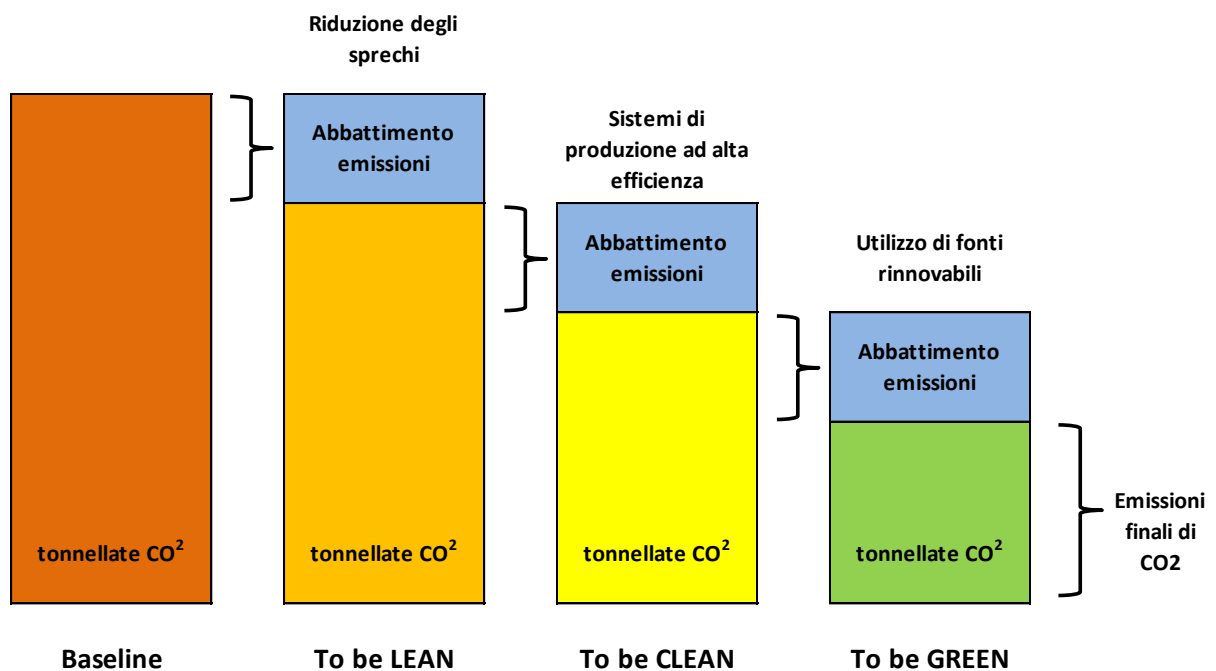 Riduzione degli
sprechi
Abbattimento
emissioni
Sistemi di
produzione ad alta
efficienza
Abbattimento
emissioni
Utilizzo di fonti
rinnovabili
Abbattimento
emissioni
tonnellate CO²
tonnellate CO²
tonnellate CO²
tonnellate CO²
Emissioni
finali di
CO2
Baseline
To be LEAN
To be CLEAN
To be GREEN